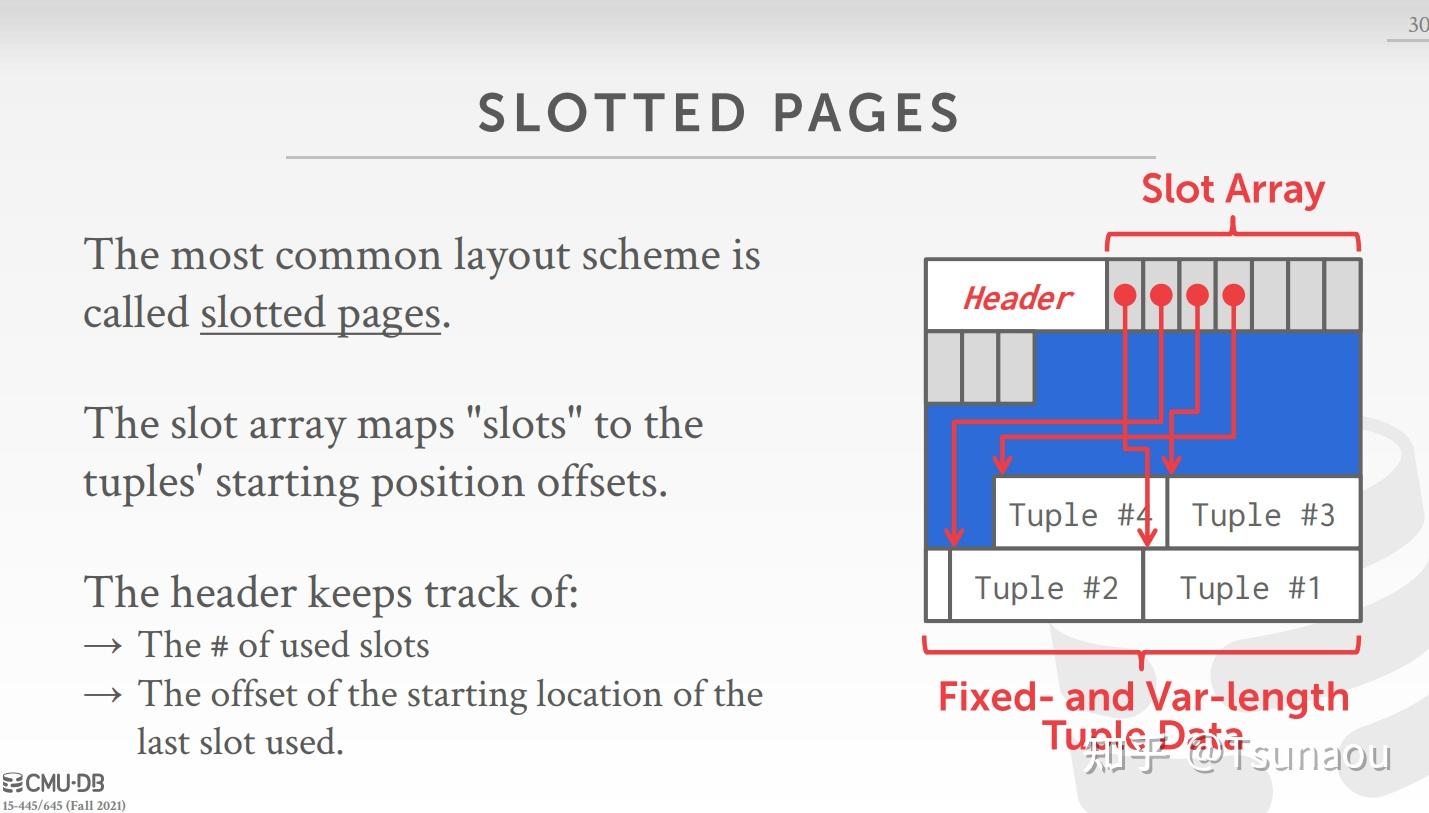 30
SLOTTED PAGES
The most common layout scheme is
called slotted pages.
The slot array maps "slots" to the
tuples' starting position offsets.
The header keeps track of:
→ The # of used slots
→ The offset of the starting location of the
last slot used.
Slot Array
Header
Tuple #4
Tuple #3
Tuple #2
Tuple #1
Fixed- and Var-length
Tuple Data
知乎 @Tsunaou
CMU·DB
15-445/645 (Fall 2021)